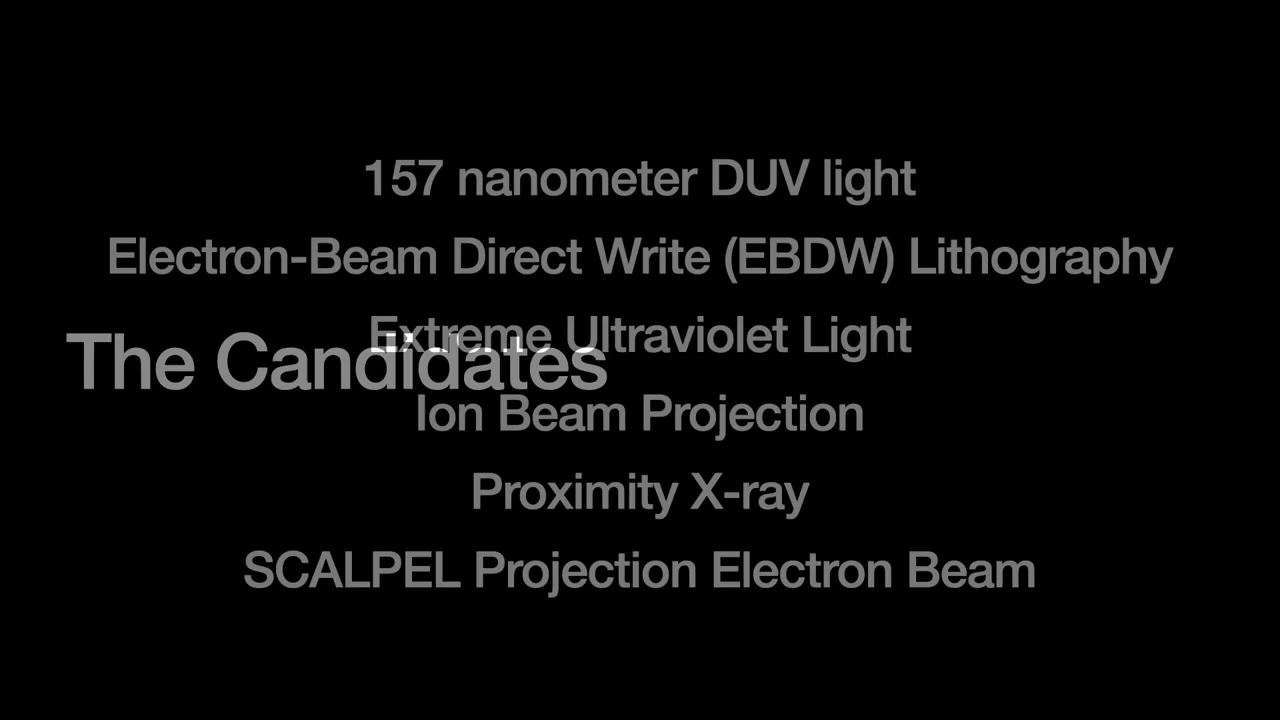 157 nanometer DUV light
Electron-Beam Direct Write (EBDW) Lithography
Extreme Ultraviolet Light
The Candidates
Ion Beam Projection
Proximity X-ray
SCALPEL Projection Electron Beam